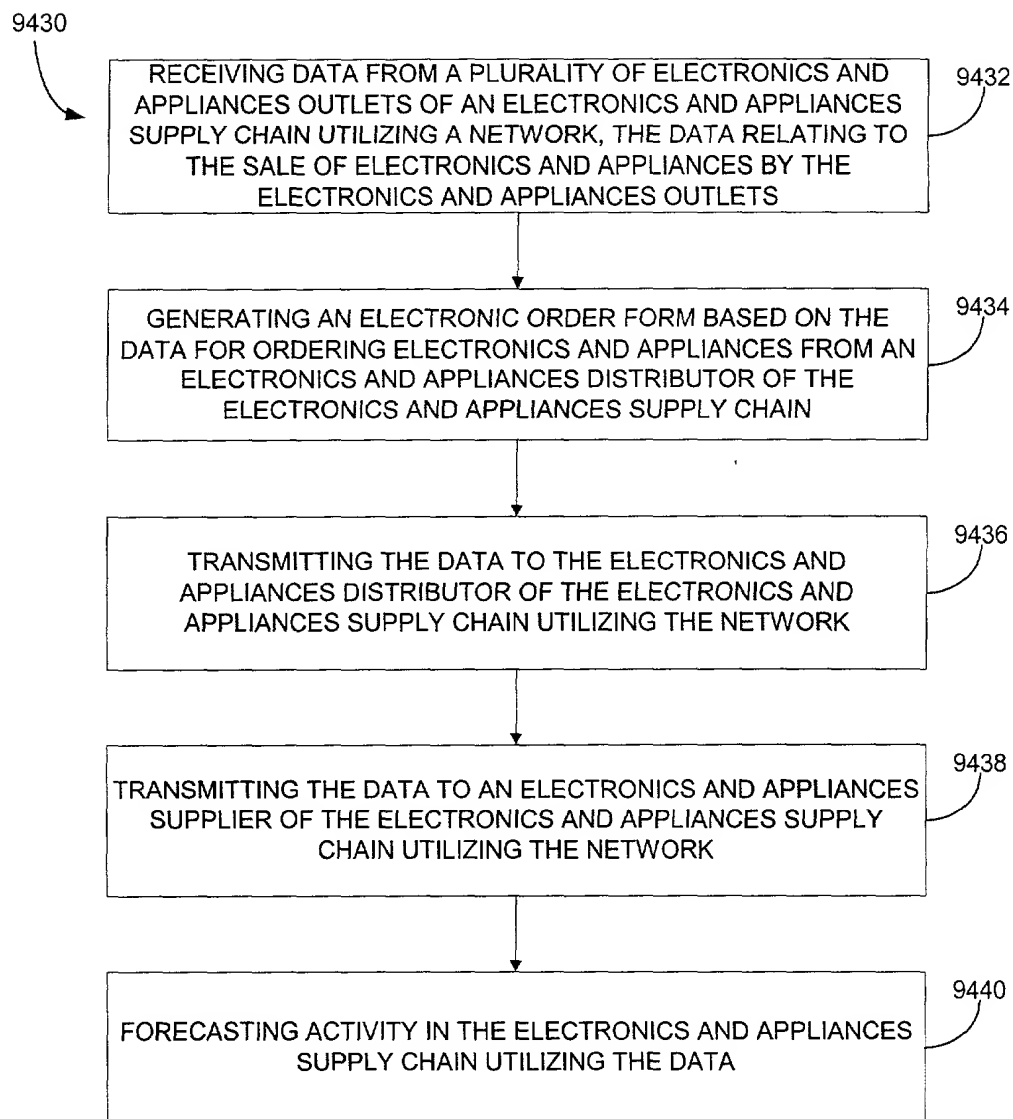 9430
RECEIVING DATA FROM A PLURALITY OF ELECTRONICS AND
APPLIANCES OUTLETS OF AN ELECTRONICS AND APPLIANCES
SUPPLY CHAIN UTILIZING A NETWORK, THE DATA RELATING TO
THE SALE OF ELECTRONICS AND APPLIANCES BY THE
ELECTRONICS AND APPLIANCES OUTLETS
9432
GENERATING AN ELECTRONIC ORDER FORM BASED ON THE
DATA FOR ORDERING ELECTRONICS AND APPLIANCES FROM AN
ELECTRONICS AND APPLIANCES DISTRIBUTOR OF THE
ELECTRONICS AND APPLIANCES SUPPLY CHAIN
9434
TRANSMITTING THE DATA TO THE ELECTRONICS AND
APPLIANCES DISTRIBUTOR OF THE ELECTRONICS AND
APPLIANCES SUPPLY CHAIN UTILIZING THE NETWORK
9436
TRANSMITTING THE DATA TO AN ELECTRONICS AND APPLIANCES
SUPPLIER OF THE ELECTRONICS AND APPLIANCES SUPPLY
CHAIN UTILIZING THE NETWORK
9438
FORECASTING ACTIVITY IN THE ELECTRONICS AND APPLIANCES
SUPPLY CHAIN UTILIZING THE DATA
9440